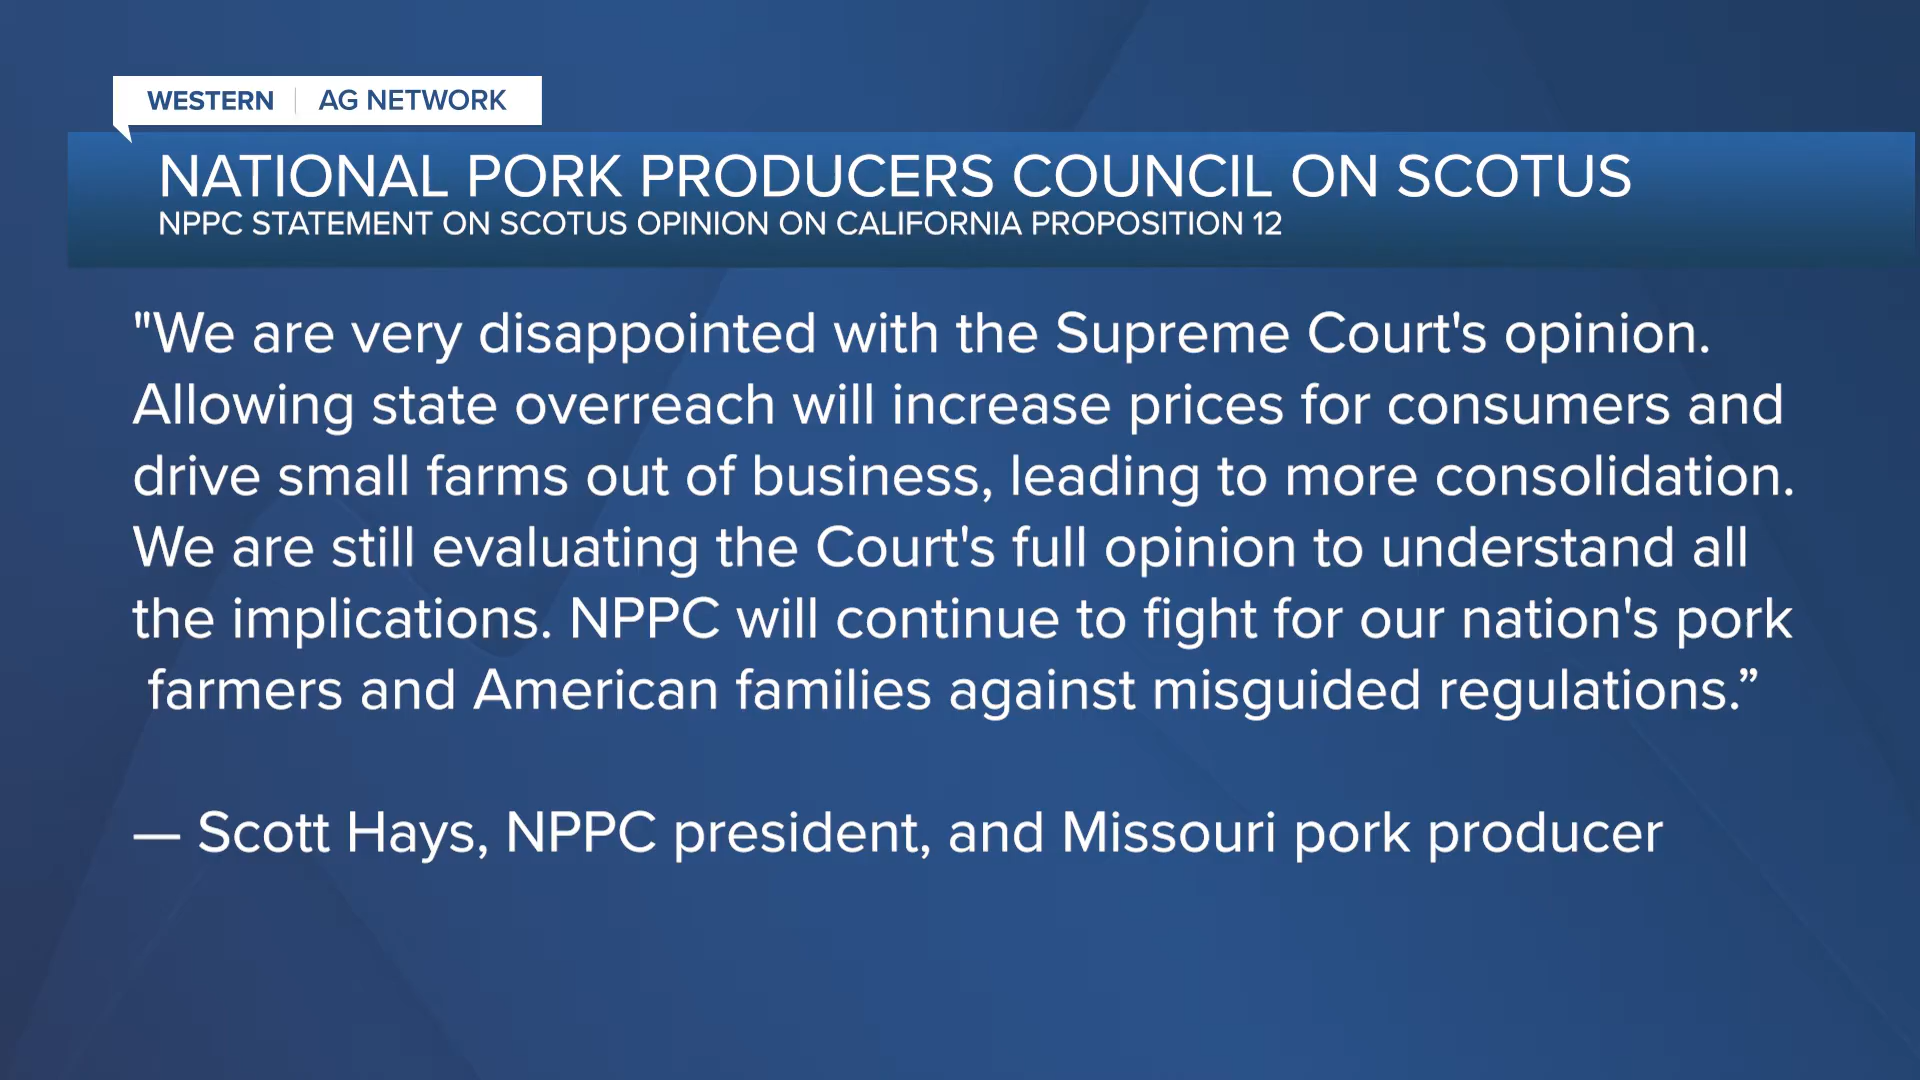 WESTERN | AG NETWORK
NATIONAL PORK PRODUCERS COUNCIL ON SCOTUS
NPPC STATEMENT ON SCOTUS OPINION ON CALIFORNIA PROPOSITION 12
"We are very disappointed with the Supreme Court's opinion.
Allowing state overreach will increase prices for consumers and
drive small farms out of business, leading to more consolidation.
We are still evaluating the Court's full opinion to understand all
the implications. NPPC will continue to fight for our nation's pork
farmers and American families against misguided regulations.”
— Scott Hays, NPPC president, and Missouri pork producer